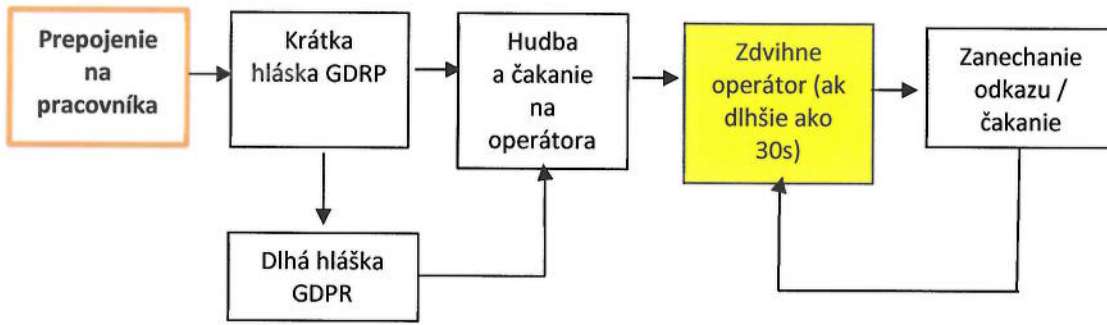 Prepojenie
na
pracovníka
Krátka
hláska GDRP
Hudba
a čakanie
na
operátora
Zdvihne
operátor (ak
dlhšie ako
30s)
Zanechanie
odkazu /
čakanie
Dlhá hláška
GDPR